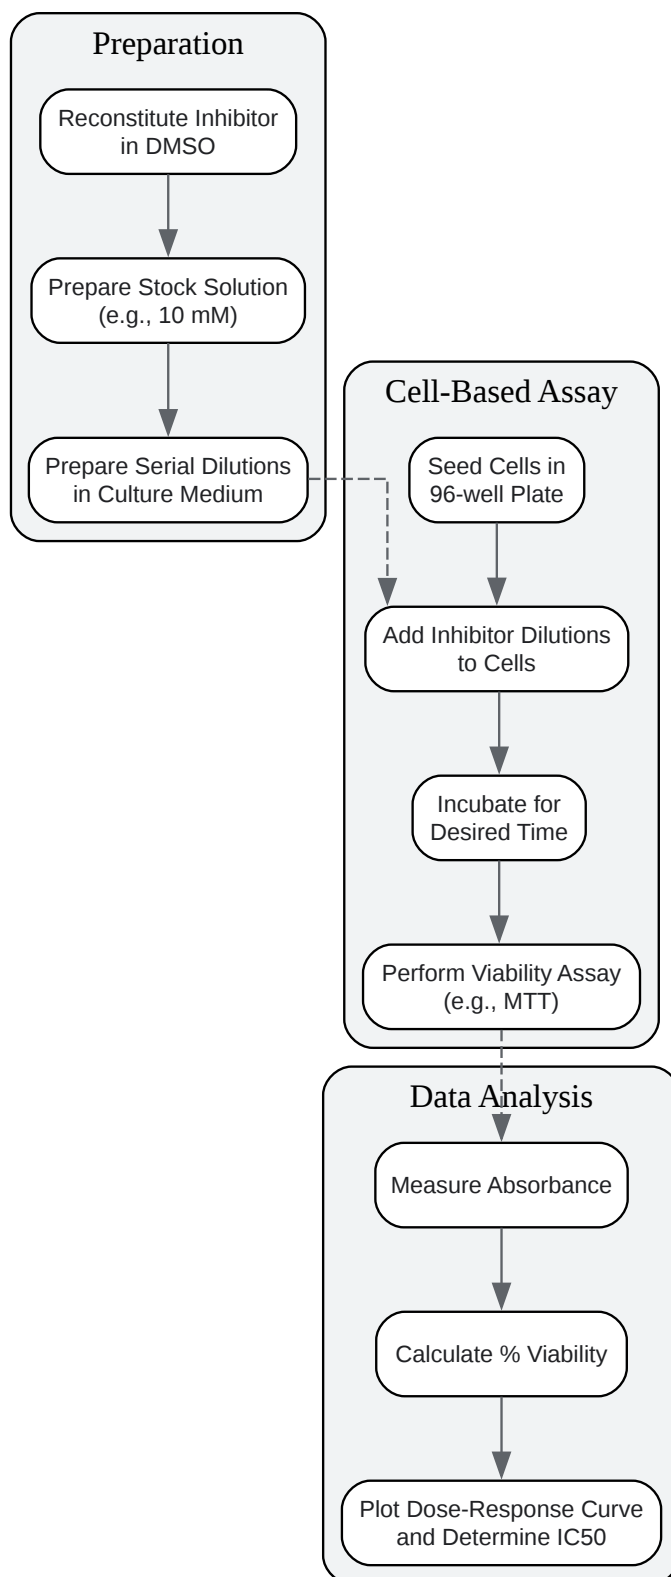 Preparation
Reconstitute Inhibitor
in DMSO
Prepare Stock Solution
(e.g., 10 mM)
Prepare Serial Dilutions
in Culture Medium
Cell-Based Assay
Seed Cells in
96-well Plate
Add Inhibitor Dilutions
to Cells
Incubate for
Desired Time
Perform Viability Assay
(e.g., MTT)
Data Analysis
Measure Absorbance
Calculate % Viability
Plot Dose-Response Curve
and Determine IC50